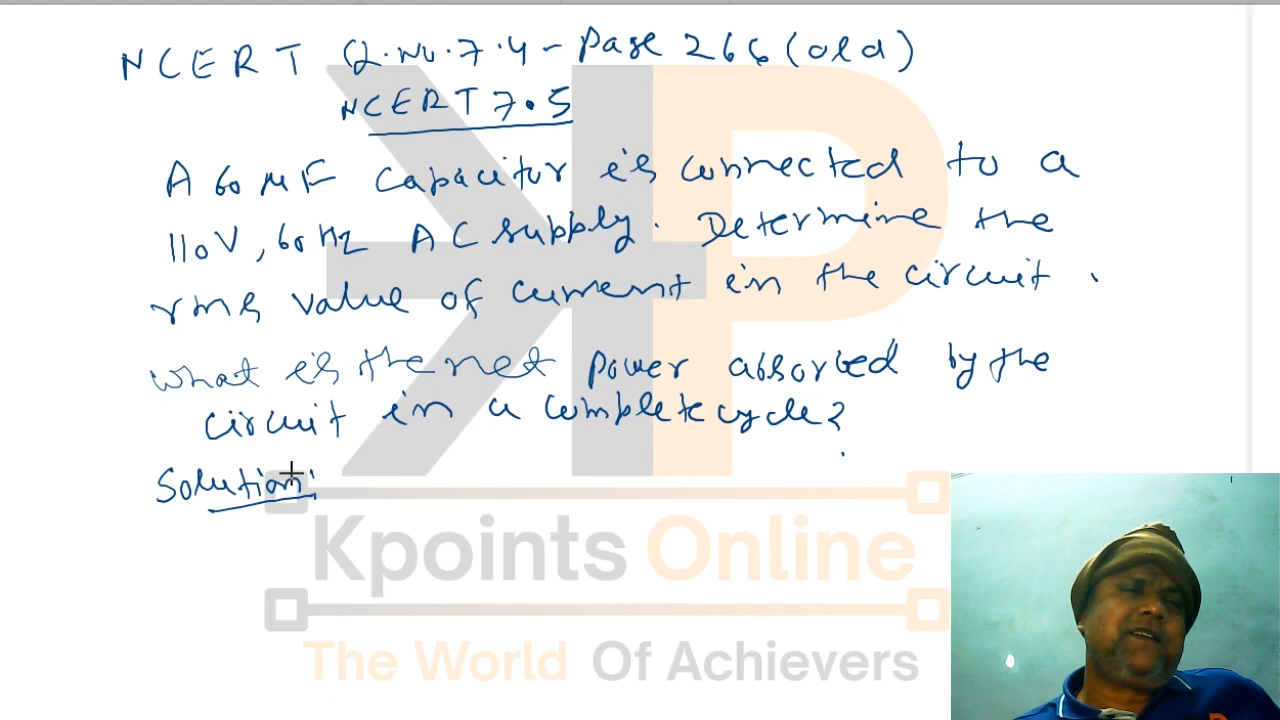 NCERT Q.No.7.4 - Page 266 (old)
NCERT 7.5
A 60 μF capacitor is connected to a
110V, 60 Hz AC supply. Determine the
rms value of current in the circuit.
what is the net power absorbed by the
circuit in a complete cycle?
Solution:
Kpoints Online
The World Of Achievers